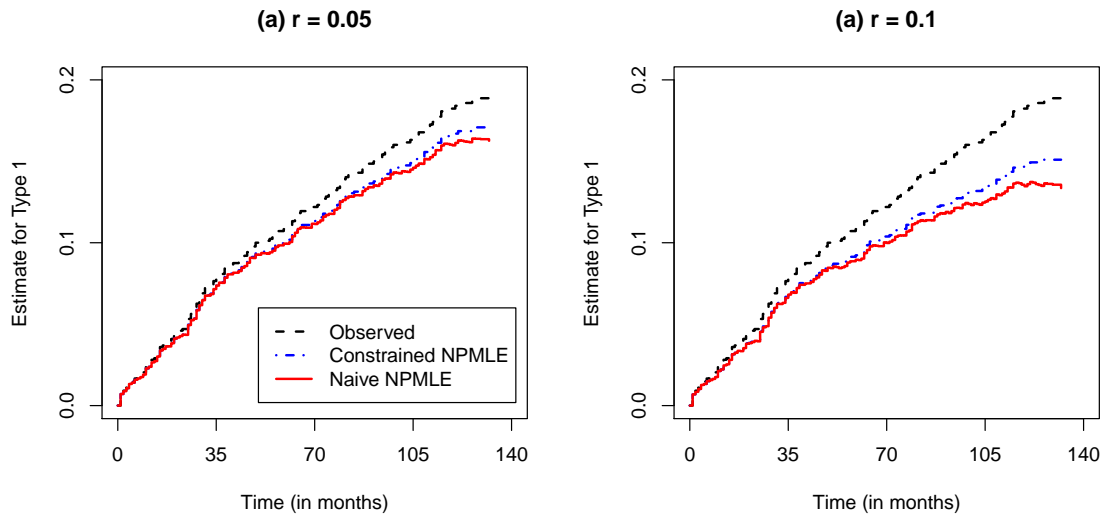 (a) r = 0.05
Estimate for Type 1
0.0
0.1
0.2
Observed
Constrained NPMLE
Naive NPMLE
0
35
70
105
140
Time (in months)
(a) r = 0.1
Estimate for Type 1
0.0
0.1
0.2
0
35
70
105
140
Time (in months)